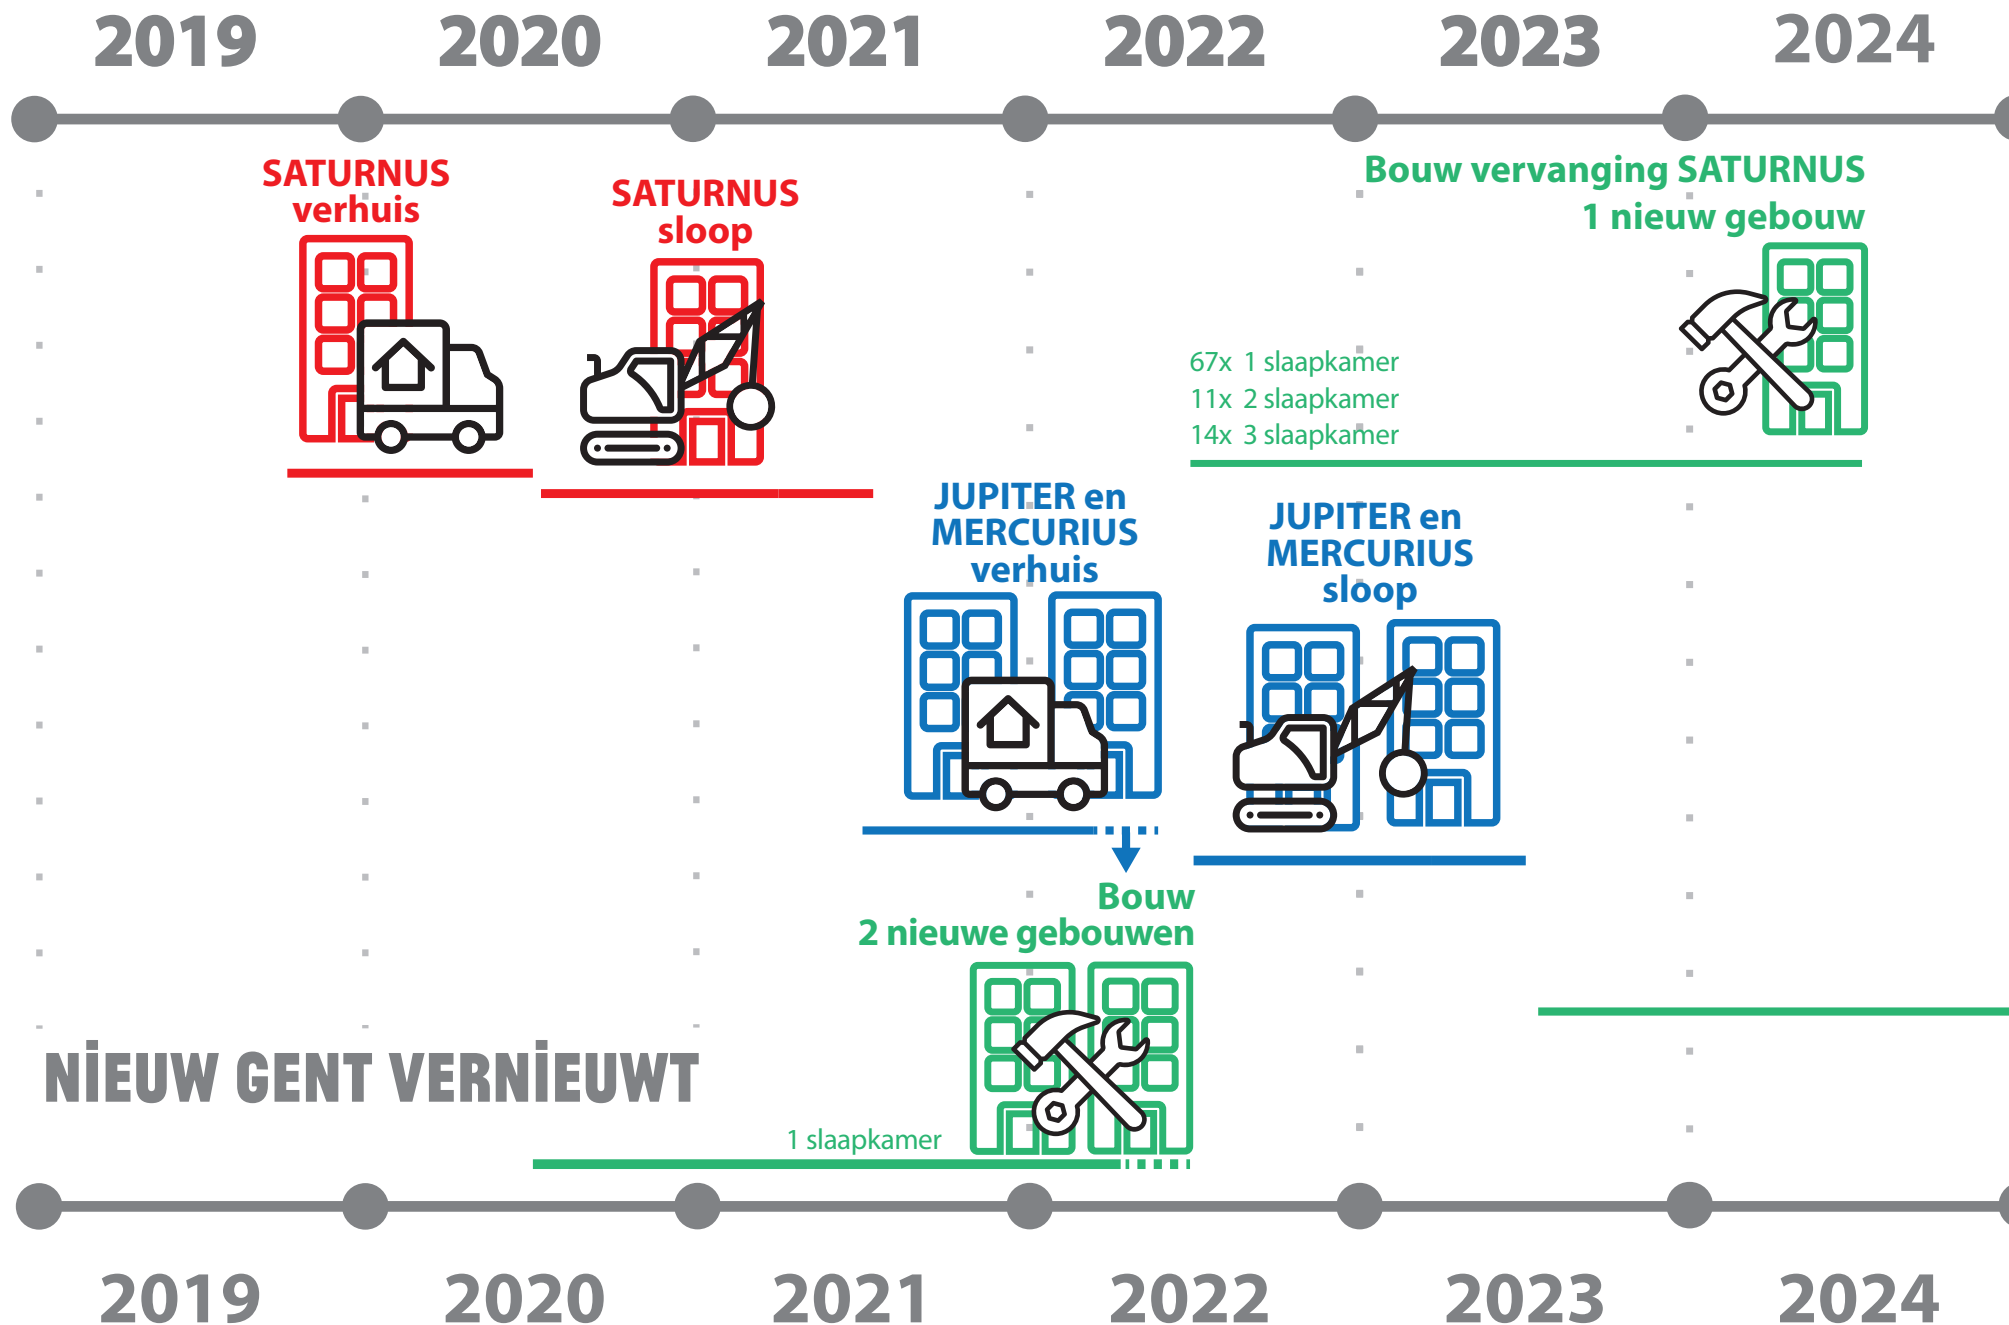 2019 2020 2021 2022 2023 2024
SATURNUS
verhuis
SATURNUS
sloop
Bouw vervanging SATURNUS
1 nieuw gebouw
67x 1 slaapkamer
11x 2 slaapkamer
14x 3 slaapkamer
JUPITER en
MERCURIUS
verhuis
JUPITER en
MERCURIUS
sloop
Bouw
2 nieuwe gebouwen
NİEUW GENT VERNİEUWT
1 slaapkamer
2019 2020 2021 2022 2023 2024